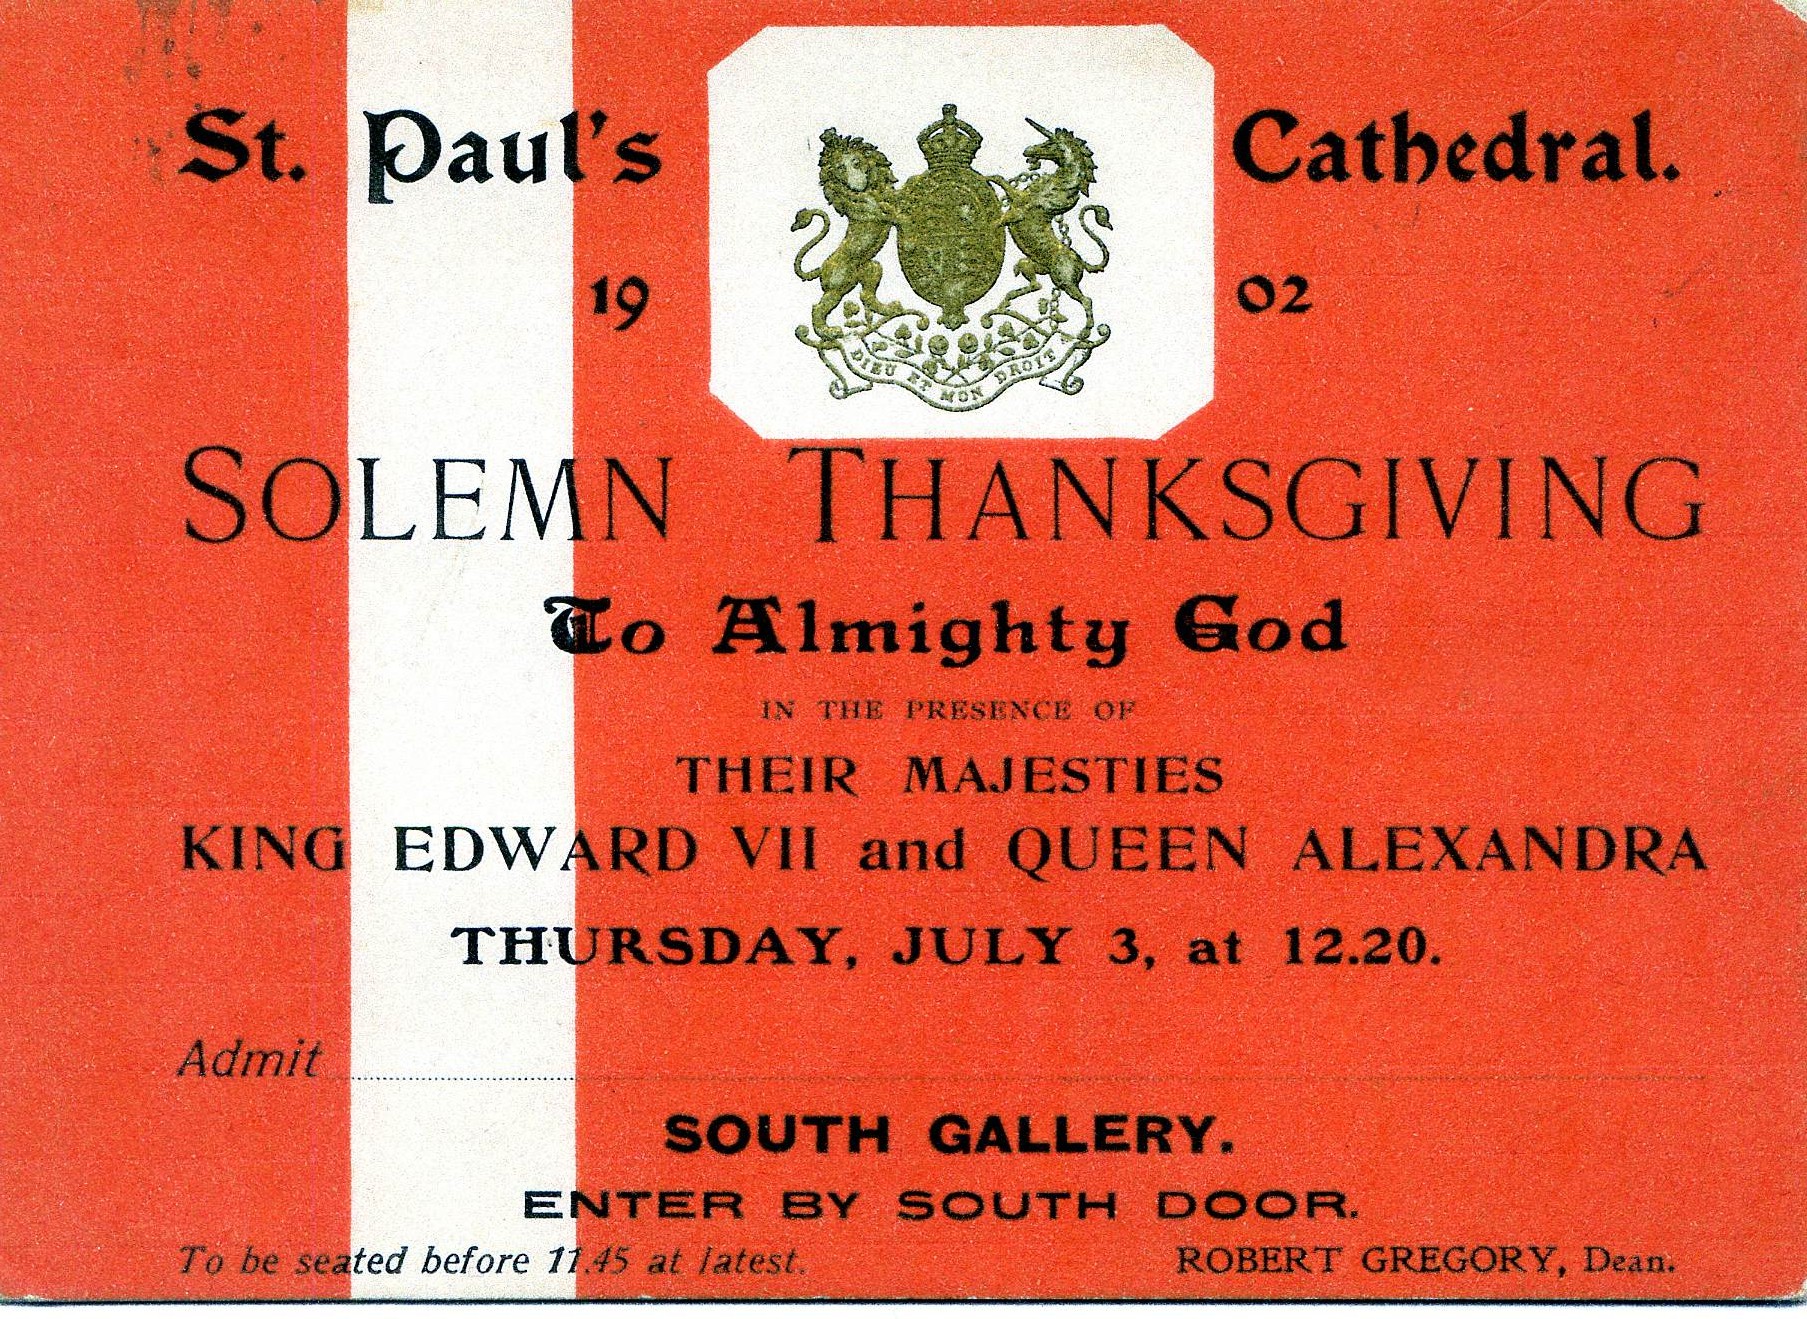 St. Paul's Cathedral.
19 02
DIEU ET MON DROIT
SOLEMN THANKSGIVING
To Almighty God
IN THE PRESENCE OF
THEIR MAJESTIES
KING EDWARD VII and QUEEN ALEXANDRA
THURSDAY, JULY 3, at 12.20.
Admit
SOUTH GALLERY.
ENTER BY SOUTH DOOR.
To be seated before 11.45 at latest. ROBERT GREGORY, Dean.